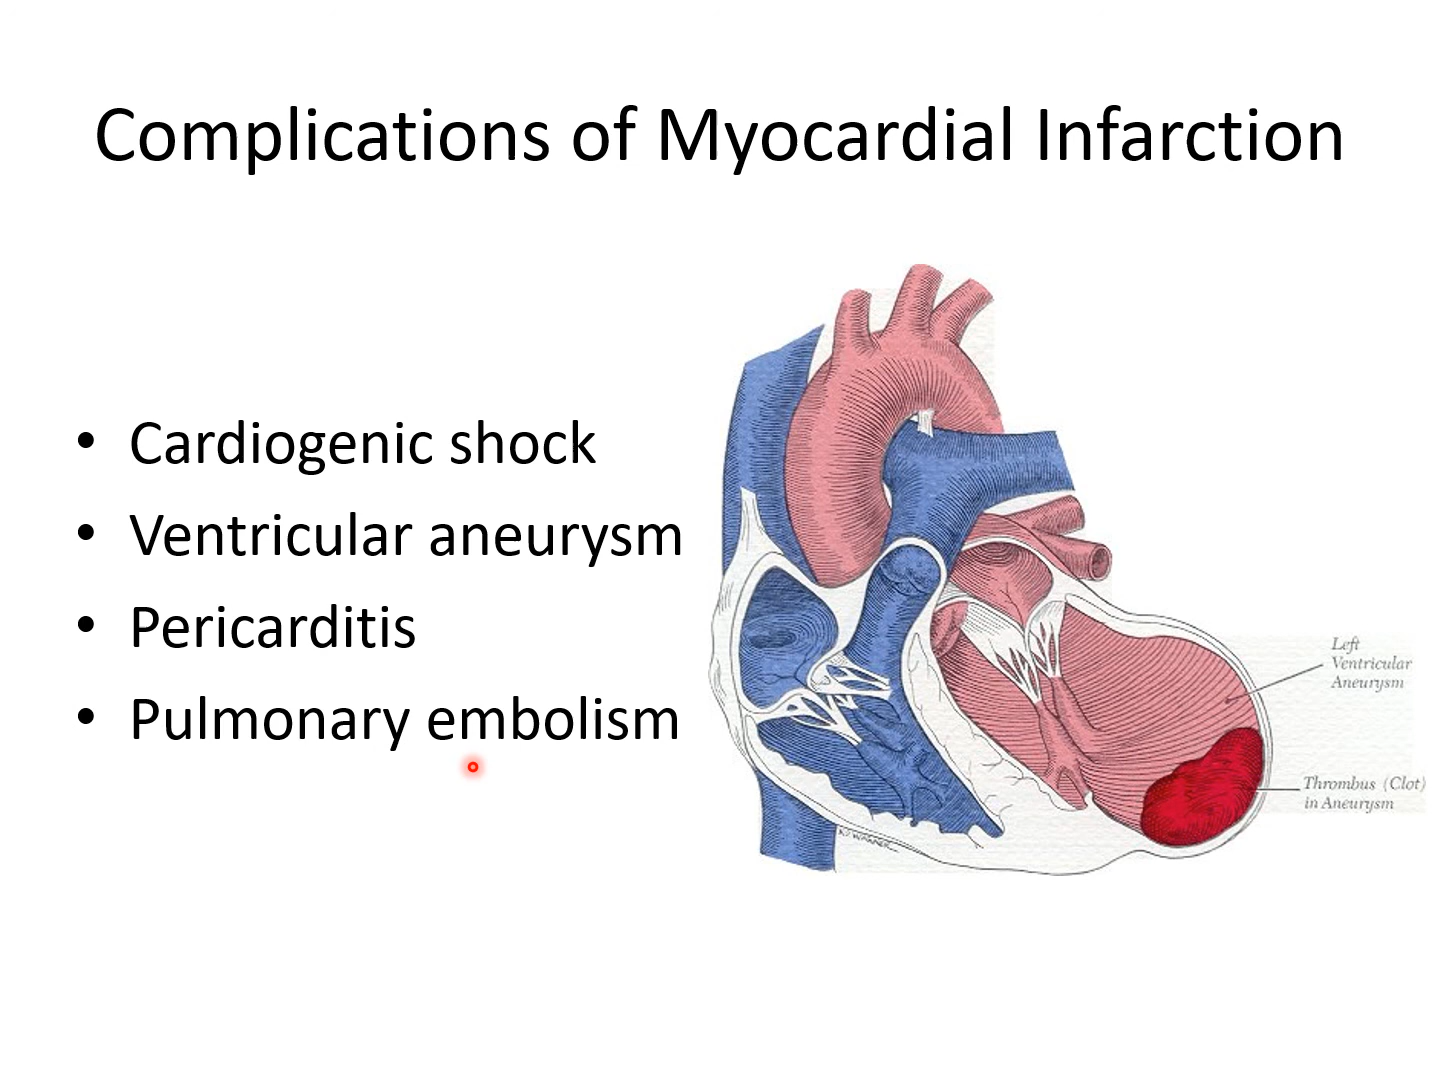 Complications of Myocardial Infarction
• Cardiogenic shock
• Ventricular aneurysm
• Pericarditis
• Pulmonary embolism
Left
Ventricular
Aneurysm
Thrombus (Clot)
in Aneurysm